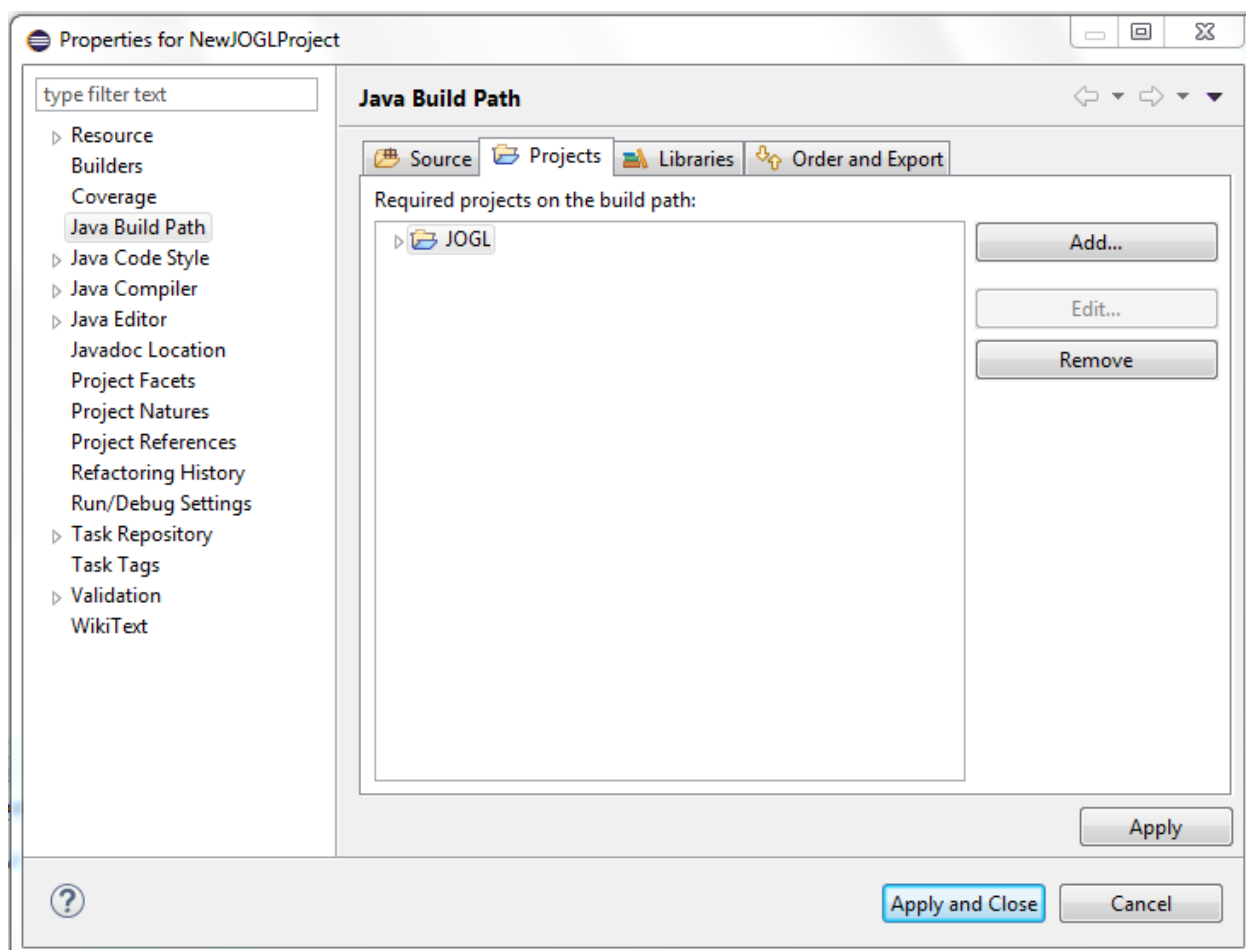 Properties for NewJOGLProject
type filter text
Resource
Builders
Coverage
Java Build Path
Java Code Style
Java Compiler
Java Editor
Javadoc Location
Project Facets
Project Natures
Project References
Refactoring History
Run/Debug Settings
Task Repository
Task Tags
Validation
WikiText
Java Build Path
Source Projects Libraries Order and Export
Required projects on the build path:
JOGL
Add...
Edit...
Remove
Apply
?
Apply and Close Cancel